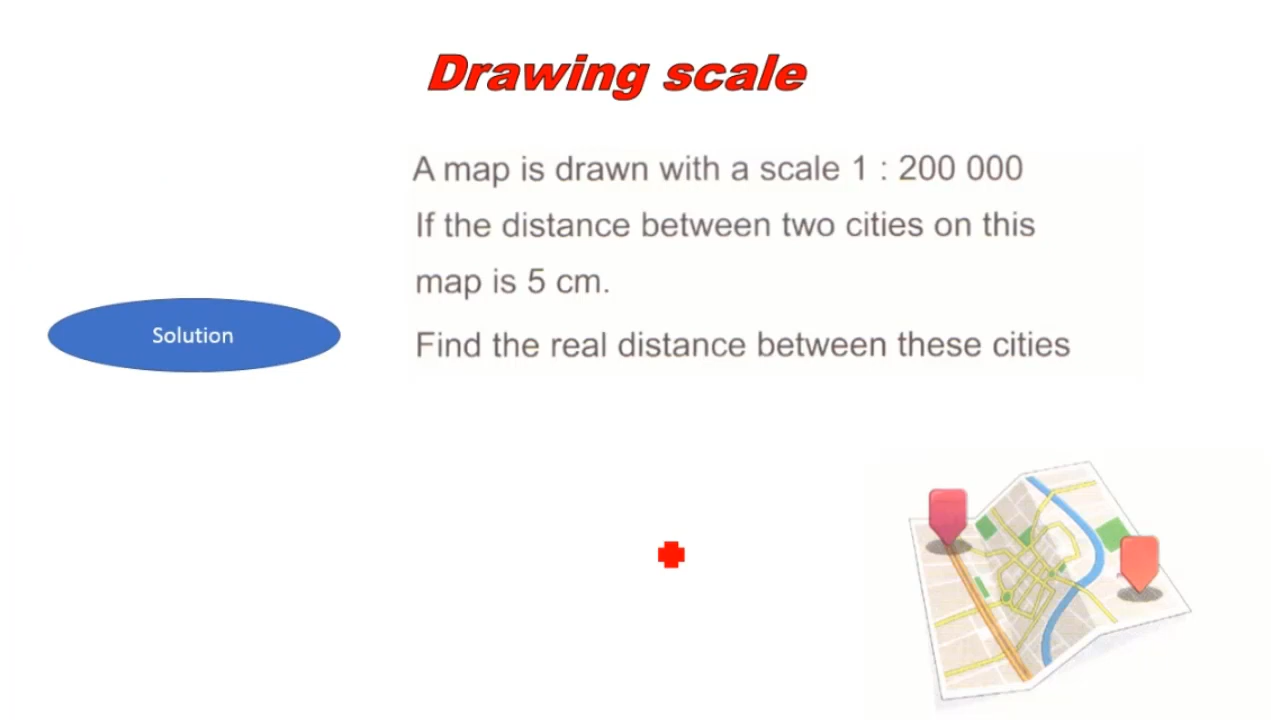 Drawing scale
A map is drawn with a scale 1 : 200 000
If the distance between two cities on this
map is 5 cm.
Solution
Find the real distance between these cities